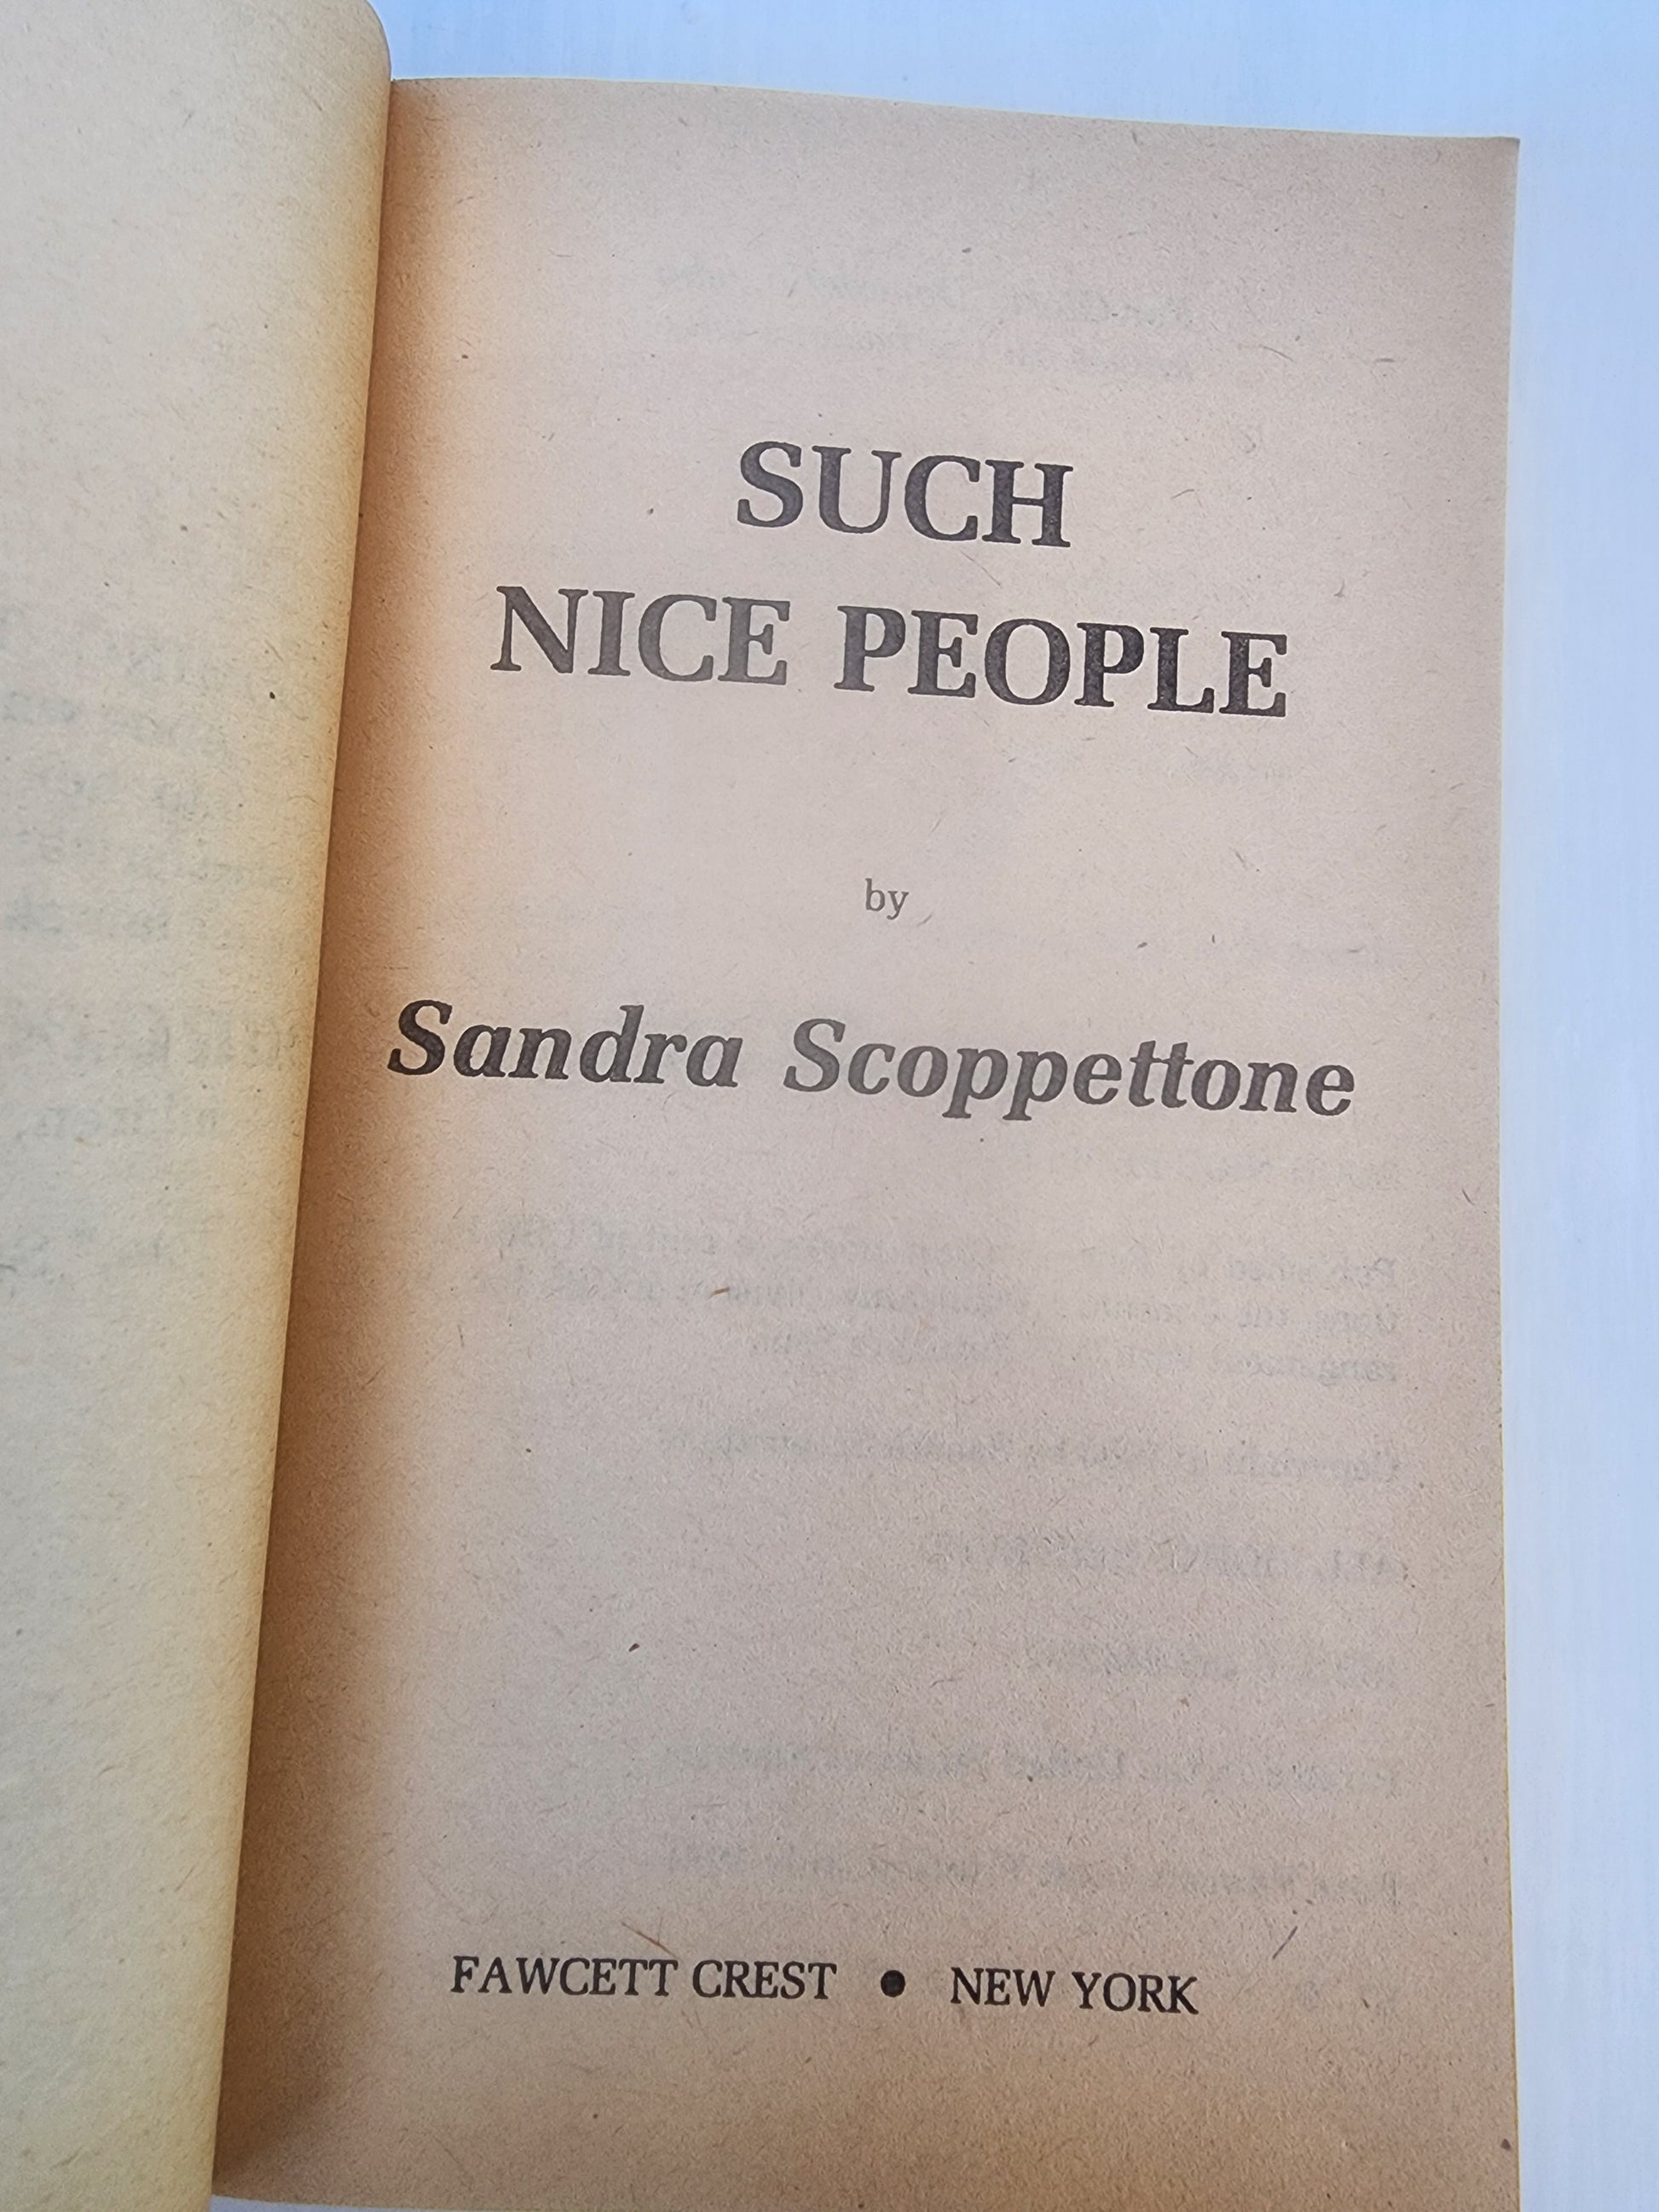 SUCH
NICE PEOPLE
by
Sandra Scoppettone
FAWCETT CREST ● NEW YORK